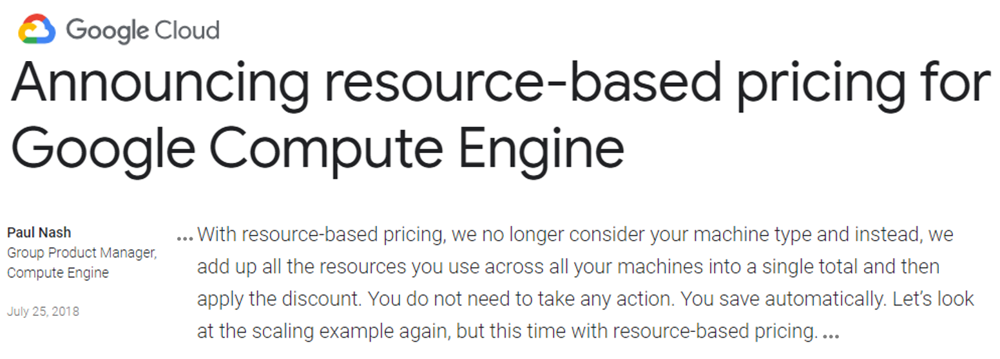 Google Cloud
Announcing resource-based pricing for
Google Compute Engine
Paul Nash
Group Product Manager,
Compute Engine
July 25, 2018
... With resource-based pricing, we no longer consider your machine type and instead, we
add up all the resources you use across all your machines into a single total and then
apply the discount. You do not need to take any action. You save automatically. Let’s look
at the scaling example again, but this time with resource-based pricing. ...